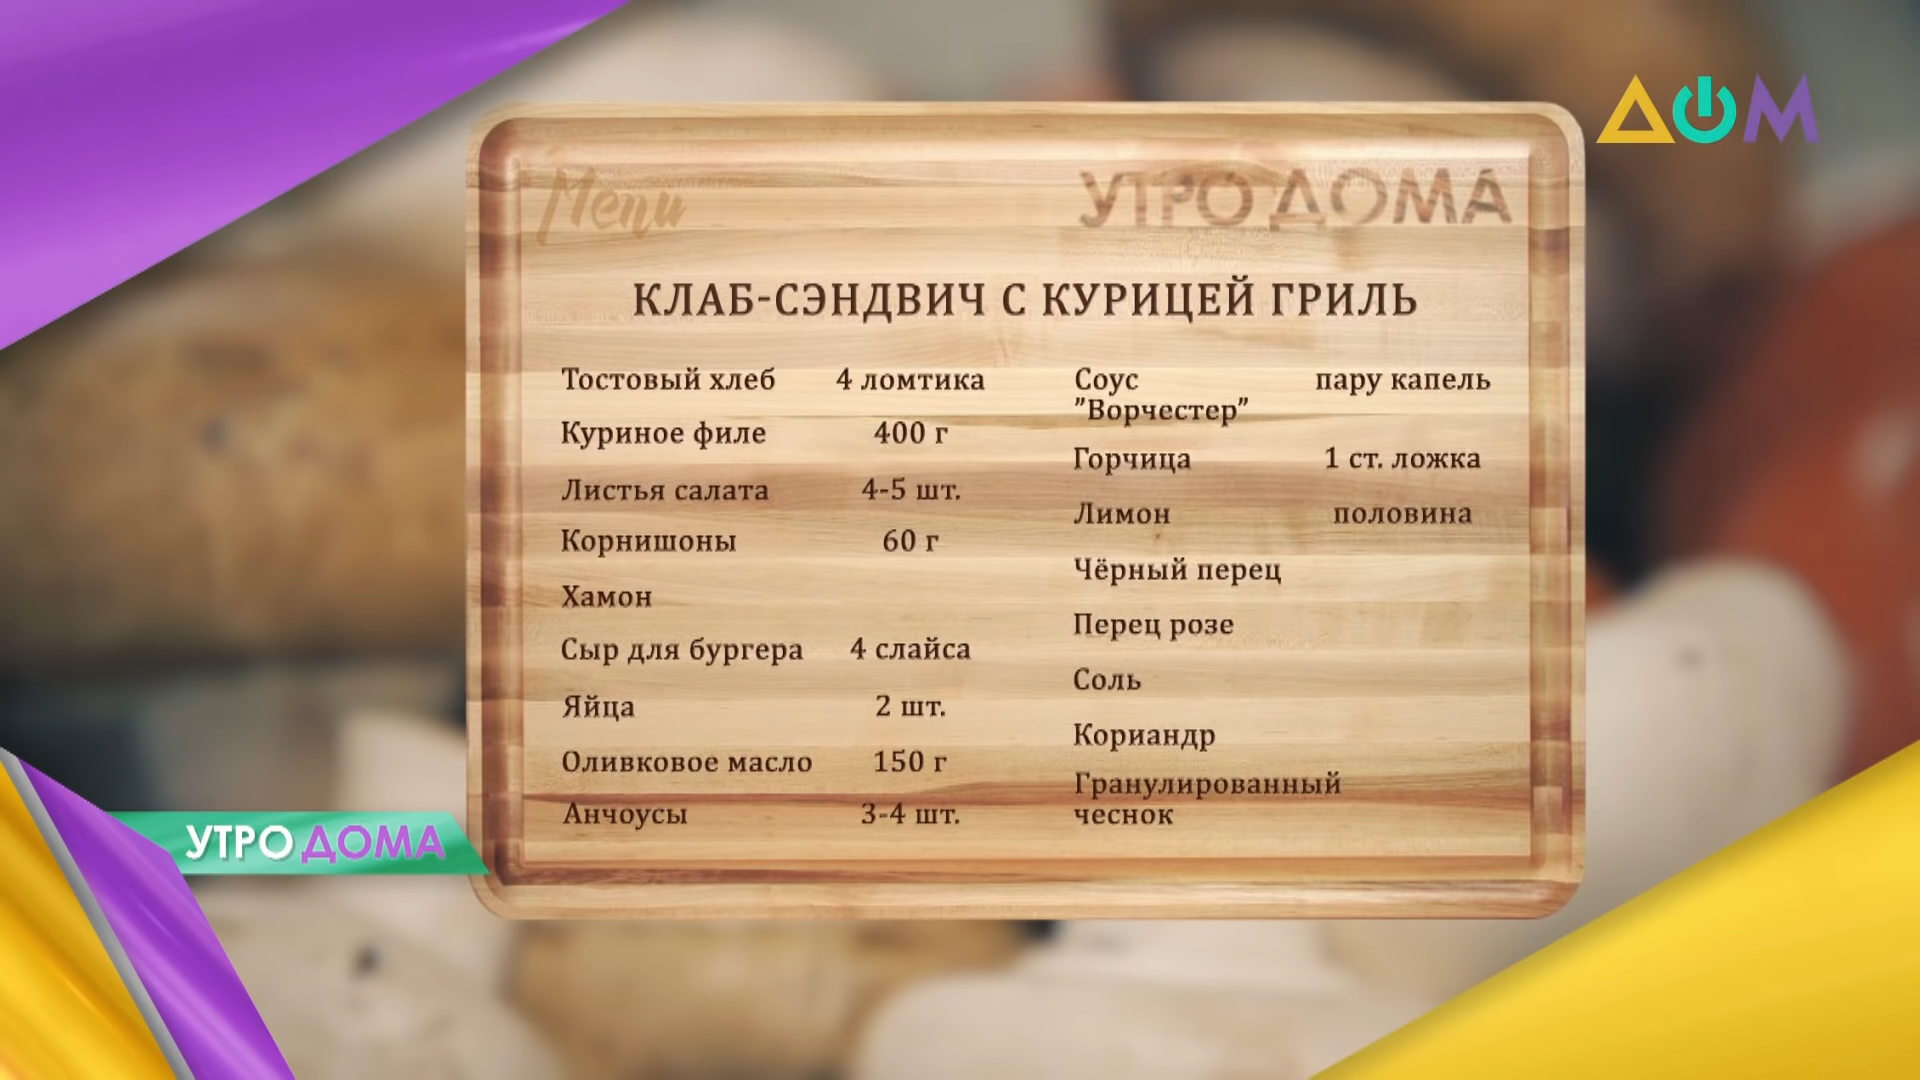 ДОМ
Menu
УТРО ДОМА
КЛАБ-СЭНДВИЧ С КУРИЦЕЙ ГРИЛЬ
Тостовый хлеб 4 ломтика
Куриное филе 400 г
Листья салата 4-5 шт.
Корнишоны 60 г
Хамон
Сыр для бургера 4 слайса
Яйца 2 шт.
Оливковое масло 150 г
Анчоусы 3-4 шт.
Соус пару капель
"Ворчестер"
Горчица 1 ст. ложка
Лимон половина
Чёрный перец
Перец розе
Соль
Кориандр
Гранулированный
чеснок
УТРО ДОМА